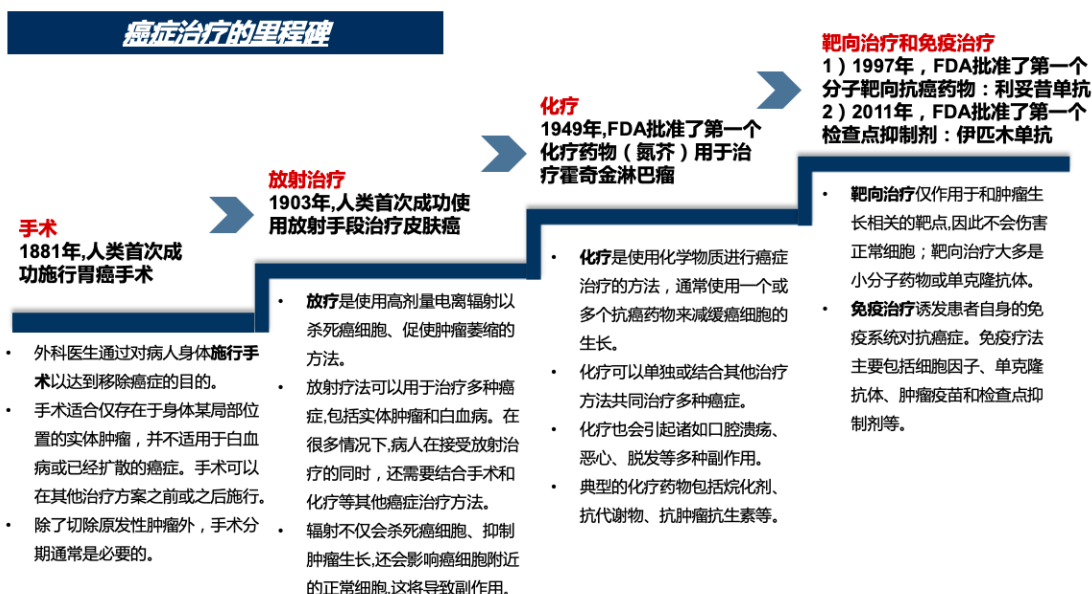 癌症治疗的里程碑
手术
1881年,人类首次成
功施行胃癌手术
• 外科医生通过对病人身体施行手
术以达到移除癌症的目的。
• 手术适合仅存在于身体某局部位
置的实体肿瘤，并不适用于白血
病或已经扩散的癌症。手术可以
在其他治疗方案之前或之后施行。
• 除了切除原发性肿瘤外，手术分
期通常是必要的。
放射治疗
1903年,人类首次成功使
用放射手段治疗皮肤癌
• 放疗是使用高剂量电离辐射以
杀死癌细胞、促使肿瘤萎缩的
方法。
• 放射疗法可以用于治疗多种癌
症,包括实体肿瘤和白血病。在
很多情况下,病人在接受放射治
疗的同时，还需要结合手术和
化疗等其他癌症治疗方法。
• 辐射不仅会杀死癌细胞、抑制
肿瘤生长,还会影响癌细胞附近
的正常细胞,这将导致副作用。
化疗
1949年,FDA批准了第一个
化疗药物（氮芥）用于治
疗霍奇金淋巴瘤
• 化疗是使用化学物质进行癌症
治疗的方法，通常使用一个或
多个抗癌药物来减缓癌细胞的
生长。
• 化疗可以单独或结合其他治疗
方法共同治疗多种癌症。
• 化疗也会引起诸如口腔溃疡、
恶心、脱发等多种副作用。
• 典型的化疗药物包括烷化剂、
抗代谢物、抗肿瘤抗生素等。
靶向治疗和免疫治疗
1）1997年，FDA批准了第一个
分子靶向抗癌药物：利妥昔单抗
2）2011年，FDA批准了第一个
检查点抑制剂：伊匹木单抗
• 靶向治疗仅作用于和肿瘤生
长相关的靶点,因此不会伤害
正常细胞；靶向治疗大多是
小分子药物或单克隆抗体。
• 免疫治疗诱发患者自身的免
疫系统对抗癌症。免疫疗法
主要包括细胞因子、单克隆
抗体、肿瘤疫苗和检查点抑
制剂等。